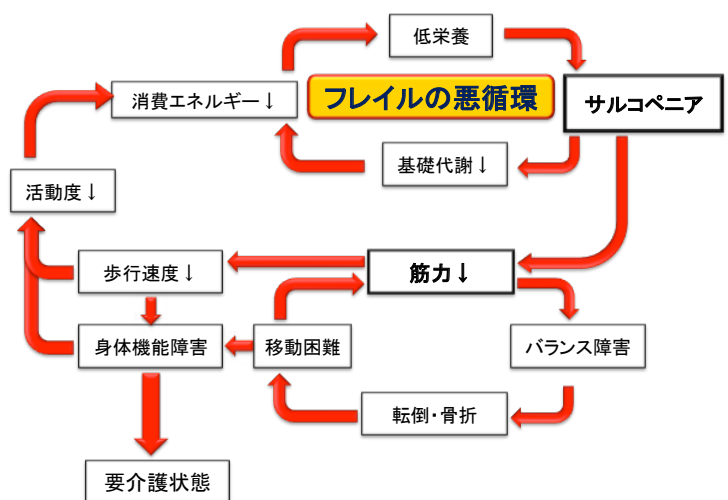 低栄養
消費エネルギー↓
フレイルの悪循環
サルコペニア
基礎代謝↓
活動度↓
歩行速度↓
筋力↓
身体機能障害
移動困難
バランス障害
転倒・骨折
要介護状態